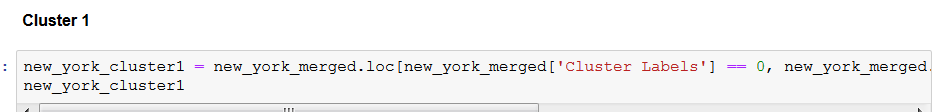 Cluster 1
: new_york_cluster1 = new_york_merged.loc[new_york_merged['Cluster Labels'] == 0, new_york_merged.
new_york_cluster1